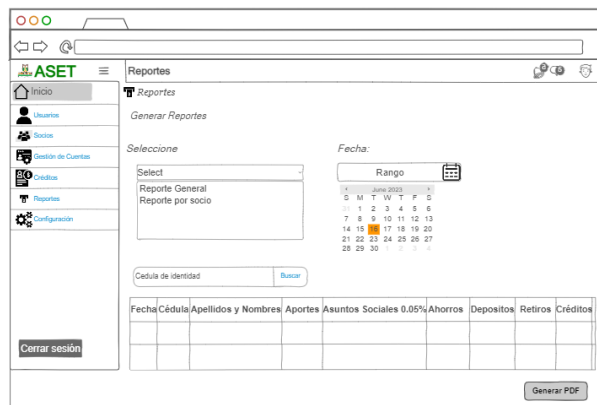 ASET
Reportes
Inicio
Reportes
Usuarios
Generar Reportes
Socios
Seleccione
Fecha:
Gestión de Cuentas
Select
Rango
Créditos
Reporte General
Reporte por socio
Reportes
Configuración
June 2023
S M T W T F S
31 1 2 3 4 5 6
7 8 9 10 11 12 13
14 15 16 17 18 19 20
21 22 23 24 25 26 27
28 29 30 1 2 3 4
Cedula de identidad
Buscar
Fecha Cédula Apellidos y Nombres Aportes Asuntos Sociales 0.05% Ahorros Depositos Retiros Créditos
Cerrar sesión
Generar PDF